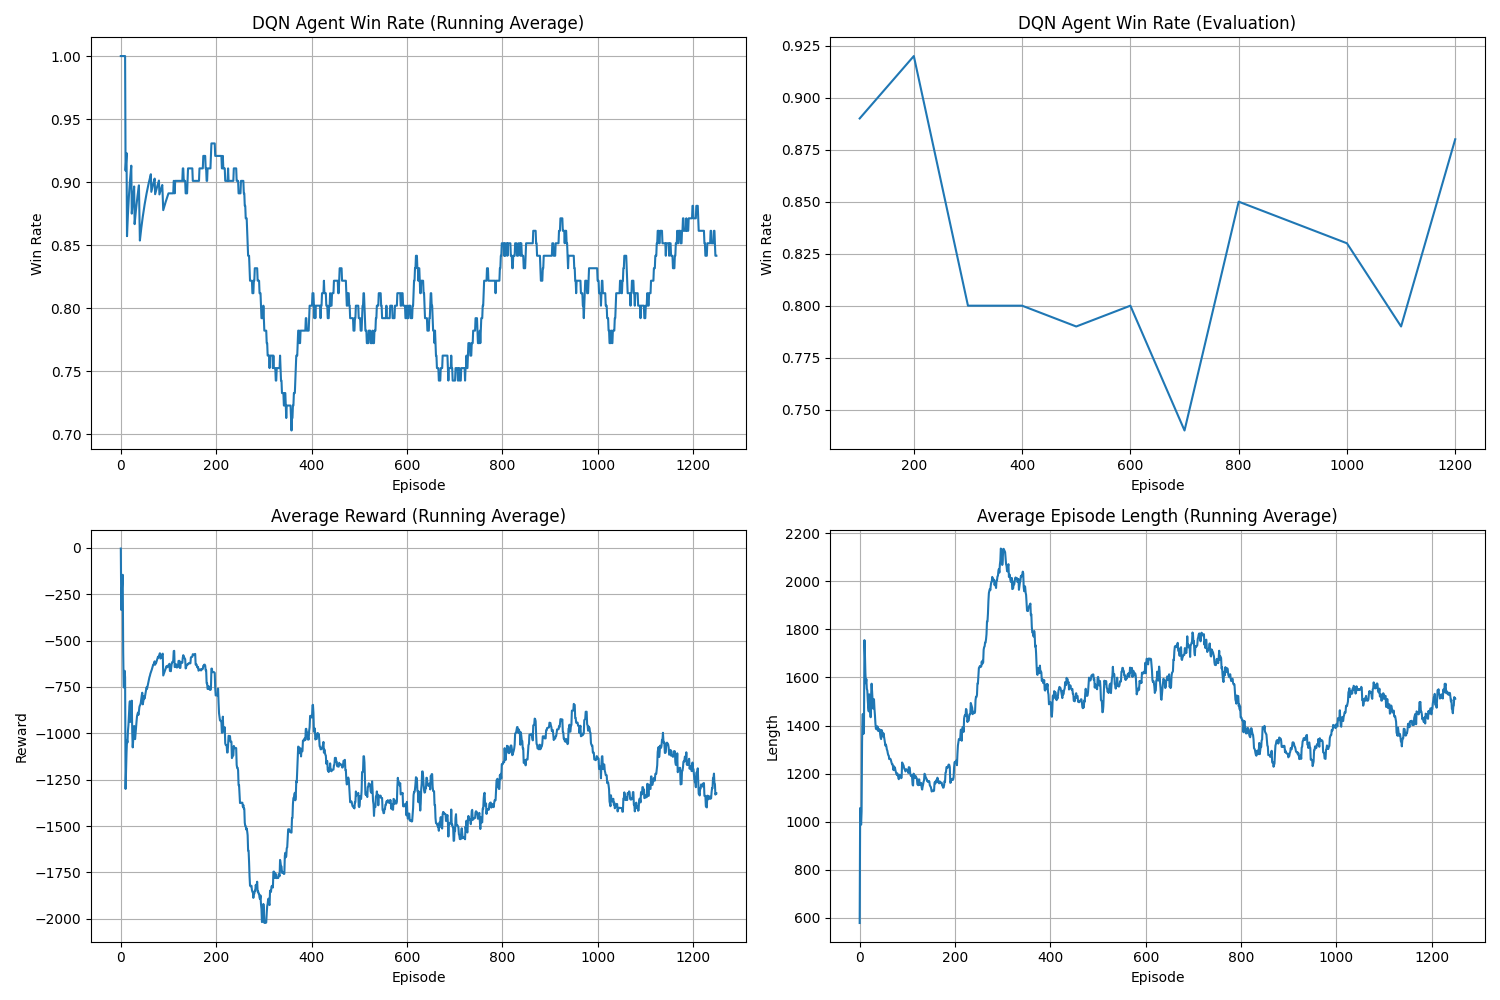 DQN Agent Win Rate (Running Average)
1.00
0.95
0.90
0.85
0.80
0.75
0.70
Win Rate
0 200 400 600 800 1000 1200
Episode
DQN Agent Win Rate (Evaluation)
0.925
0.900
0.875
0.850
0.825
0.800
0.775
0.750
Win Rate
200 400 600 800 1000 1200
Episode
Average Reward (Running Average)
0
−250
−500
−750
−1000
−1250
−1500
−1750
−2000
Reward
0 200 400 600 800 1000 1200
Episode
Average Episode Length (Running Average)
2200
2000
1800
1600
1400
1200
1000
800
600
Length
0 200 400 600 800 1000 1200
Episode